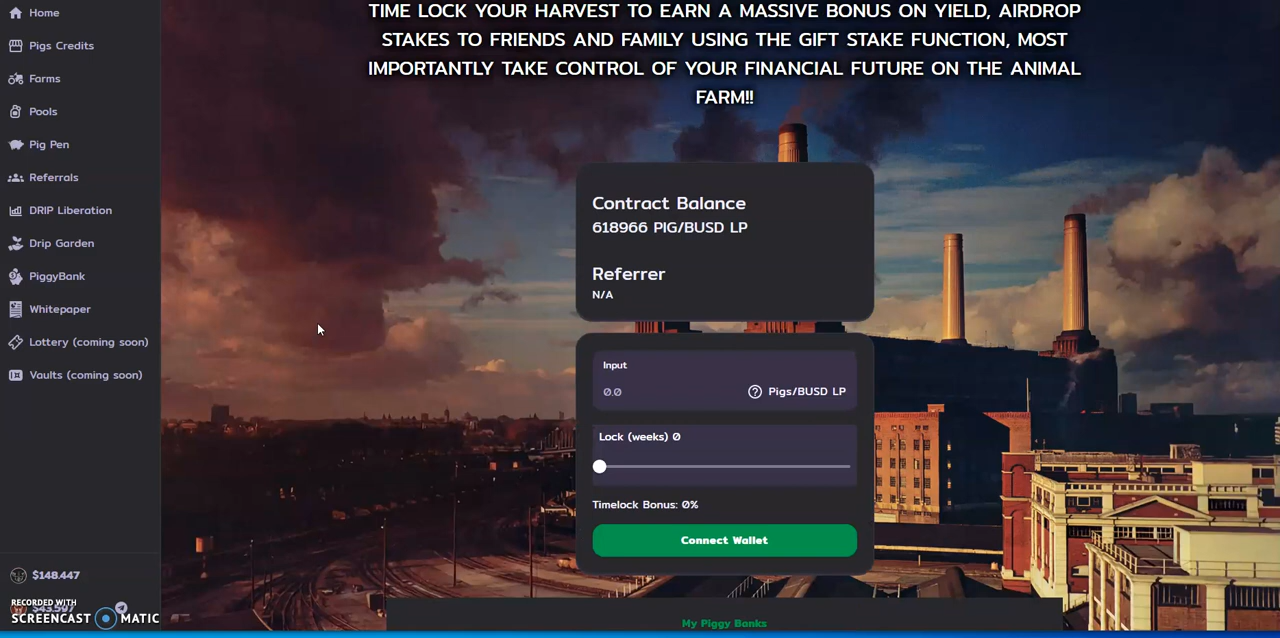 Home
Pigs Credits
Farms
Pools
Pig Pen
Referrals
DRIP Liberation
Drip Garden
PiggyBank
Whitepaper
Lottery (coming soon)
Vaults (coming soon)
$148.447
RECORDED WITH
SCREENCAST MATIC
TIME LOCK YOUR HARVEST TO EARN A MASSIVE BONUS ON YIELD, AIRDROP
STAKES TO FRIENDS AND FAMILY USING THE GIFT STAKE FUNCTION, MOST
IMPORTANTLY TAKE CONTROL OF YOUR FINANCIAL FUTURE ON THE ANIMAL
FARM!!
Contract Balance
618966 PIG/BUSD LP
Referrer
N/A
Input
0.0 Pigs/BUSD LP
Lock (weeks) 0
Timelock Bonus: 0%
Connect Wallet
My Piggy Banks